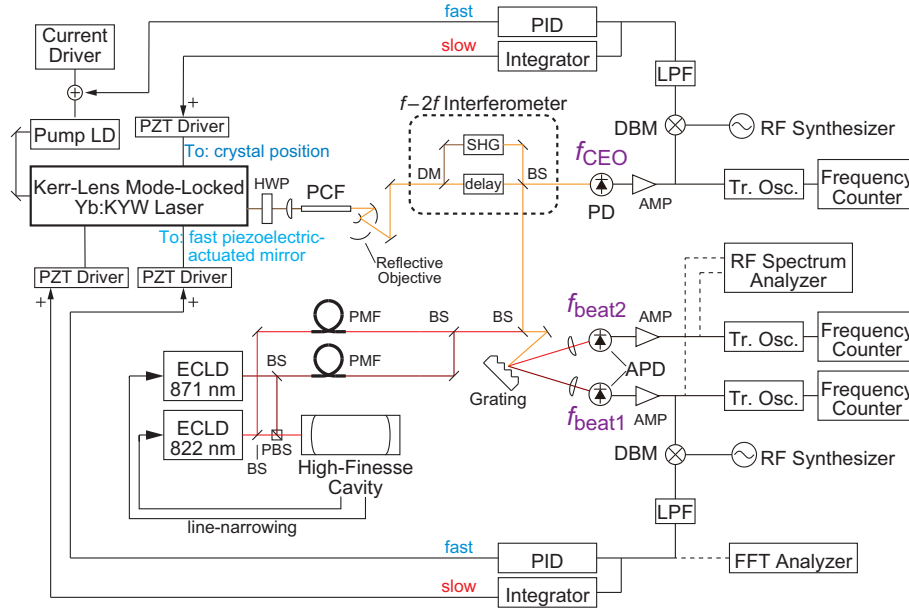 fast
PID
slow
Integrator
Current
Driver
+
+
Pump LD
PZT Driver
LPF
f–2f Interferometer
DBM
RF Synthesizer
To: crystal position
SHG
DM
delay
BS
fCEO
PD
AMP
Tr. Osc.
Frequency
Counter
Kerr-Lens Mode-Locked
Yb:KYW Laser
HWP
PCF
To: fast piezoelectric-
actuated mirror
Reflective
Objective
PZT Driver
PZT Driver
+
+
RF Spectrum
Analyzer
PMF
BS
BS
fbeat2
AMP
Tr. Osc.
Frequency
Counter
ECLD
871 nm
BS
PMF
Grating
APD
fbeat1
AMP
Tr. Osc.
Frequency
Counter
ECLD
822 nm
BS
PBS
High-Finesse
Cavity
line-narrowing
DBM
RF Synthesizer
LPF
fast
PID
FFT Analyzer
slow
Integrator